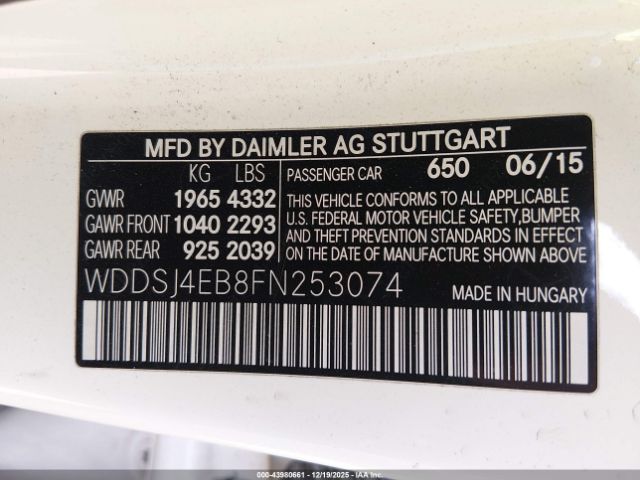 MFD BY DAIMLER AG STUTTGART
KG LBS PASSENGER CAR 650 06/15
GVWR 1965 4332
GAWR FRONT 1040 2293
GAWR REAR 925 2039
THIS VEHICLE CONFORMS TO ALL APPLICABLE
U.S. FEDERAL MOTOR VEHICLE SAFETY,BUMPER
AND THEFT PREVENTION STANDARDS IN EFFECT
ON THE DATE OF MANUFACTURE SHOWN ABOVE.
WDDSJ4EB8FN253074 MADE IN HUNGARY
000-43980661 - 12/19/2025 - IAAI.CA